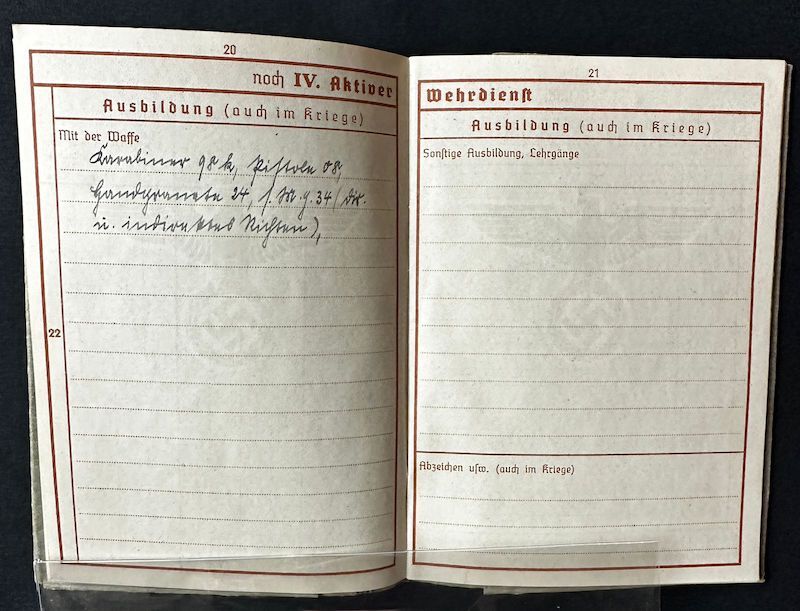 20
noch IV. Aktiver
Ausbildung (auch im Kriege)
Mit der Waffe
Karabiner 98k, Pistole 08,
Handgranate 24, s. M.g. 34 (dir.
u. indirektes Richten),
22
21
Wehrdienst
Ausbildung (auch im Kriege)
Sonstige Ausbildung, Lehrgänge
Abzeichen usw. (auch im Kriege)